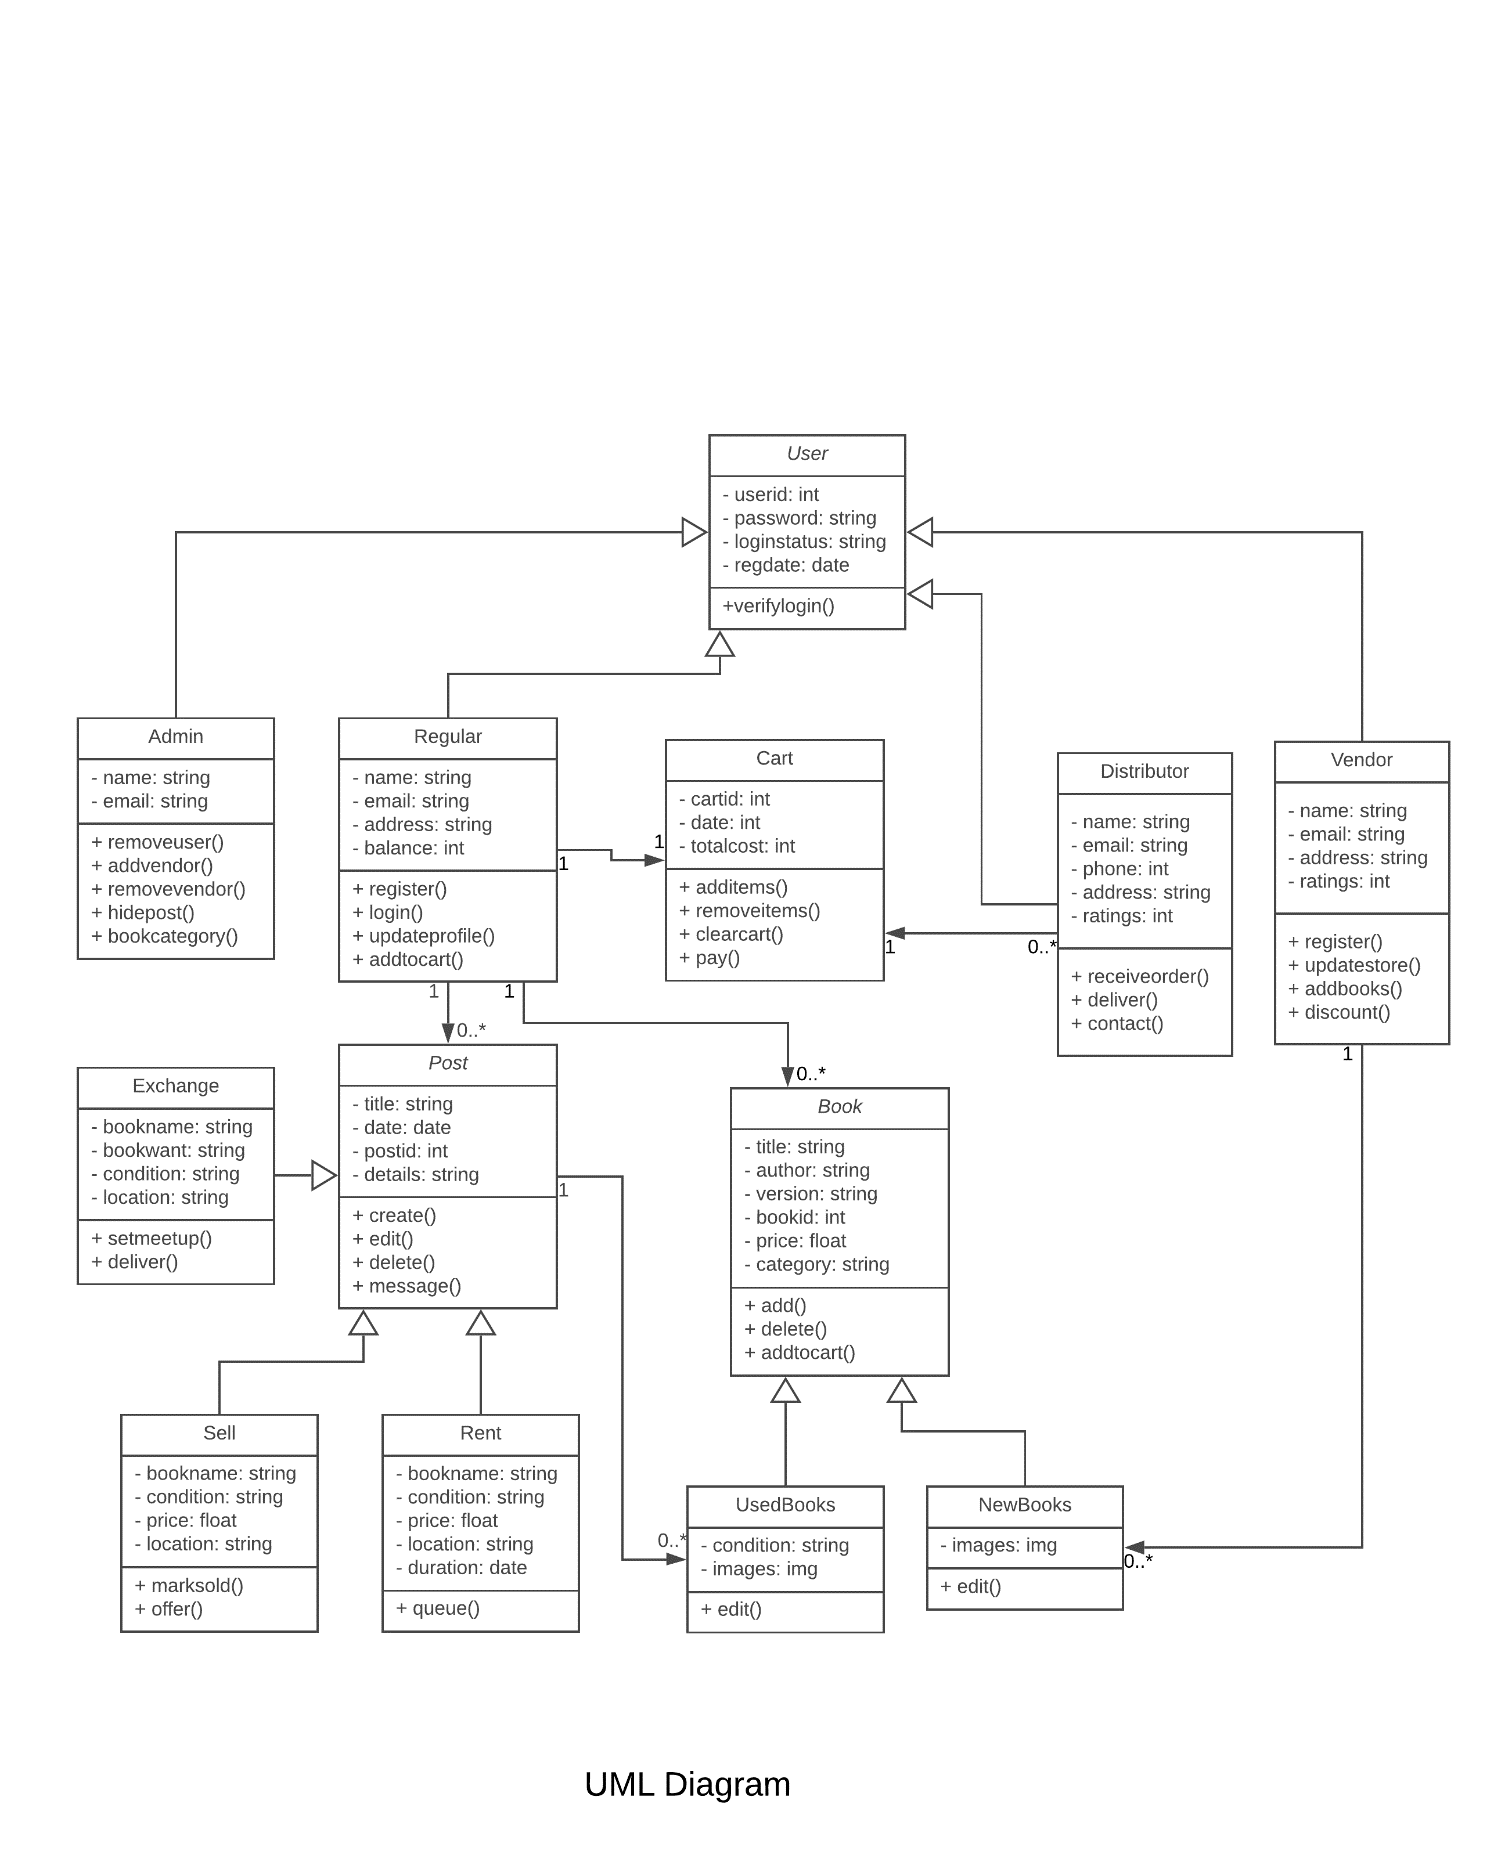 User
- userid: int
- password: string
- loginstatus: string
- regdate: date
+verifylogin()
Admin
- name: string
- email: string
+ removeuser()
+ addvendor()
+ removevendor()
+ hidepost()
+ bookcategory()
Regular
- name: string
- email: string
- address: string
- balance: int
+ register()
+ login()
+ updateprofile()
+ addtocart()
1
1
Cart
- cartid: int
- date: int
- totalcost: int
+ additems()
+ removeitems()
+ clearcart()
+ pay()
1
0..*
Distributor
- name: string
- email: string
- phone: int
- address: string
- ratings: int
+ receiveorder()
+ deliver()
+ contact()
Vendor
- name: string
- email: string
- address: string
- ratings: int
+ register()
+ updatestore()
+ addbooks()
+ discount()
1
1
0..*
1
0..*
Exchange
- bookname: string
- bookwant: string
- condition: string
- location: string
+ setmeetup()
+ deliver()
Post
- title: string
- date: date
- postid: int
- details: string
+ create()
+ edit()
+ delete()
+ message()
1
Book
- title: string
- author: string
- version: string
- bookid: int
- price: float
- category: string
+ add()
+ delete()
+ addtocart()
Sell
- bookname: string
- condition: string
- price: float
- location: string
+ marksold()
+ offer()
Rent
- bookname: string
- condition: string
- price: float
- location: string
- duration: date
+ queue()
0..*
UsedBooks
- condition: string
- images: img
+ edit()
NewBooks
- images: img
+ edit()
0..*
UML Diagram